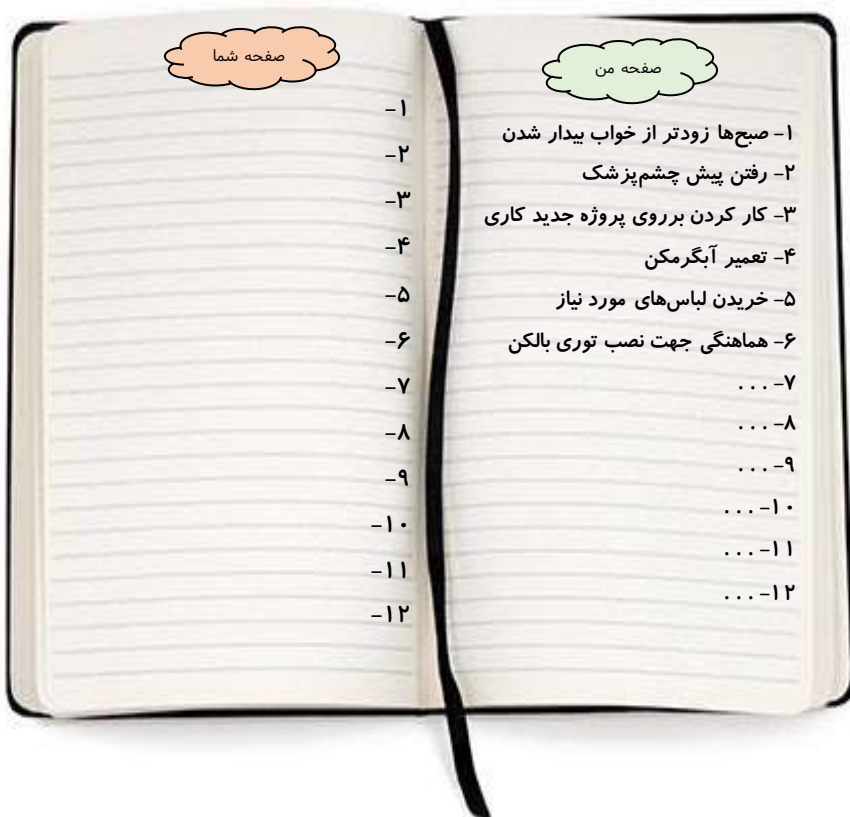 صفحه من
۱- صبح‌ها زودتر از خواب بیدار شدن
۲- رفتن پیش چشم‌پزشک
۳- کار کردن برروی پروژه جدید کاری
۴- تعمیر آبگرمکن
۵- خریدن لباس‌های مورد نیاز
۶- هماهنگی جهت نصب توری بالکن
۷- ...
۸- ...
۹- ...
۱۰- ...
۱۱- ...
۱۲- ...
صفحه شما
۱-
۲-
۳-
۴-
۵-
۶-
۷-
۸-
۹-
۱۰-
۱۱-
۱۲-